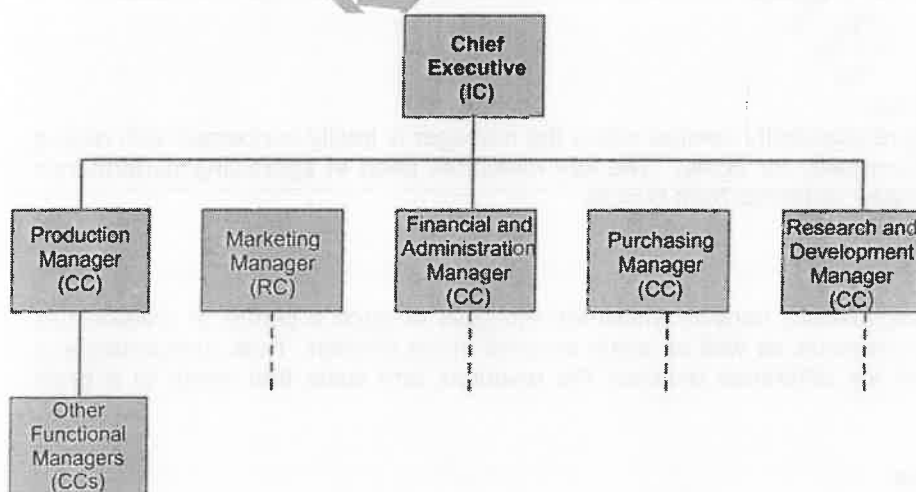 Chief
Executive
(IC)
Production
Manager
(CC)
Marketing
Manager
(RC)
Financial and
Administration
Manager
(CC)
Purchasing
Manager
(CC)
Research and
Development
Manager
(CC)
Other
Functional
Managers
(CCs)